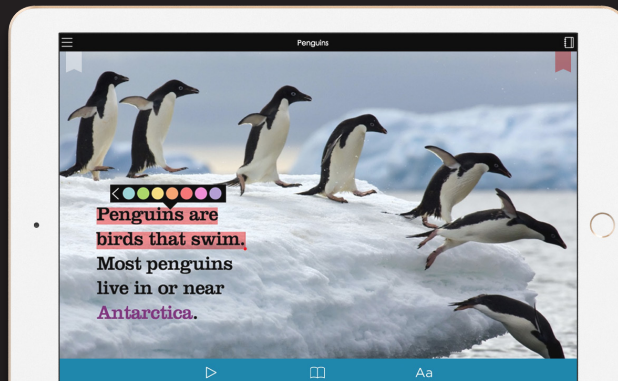 Penguins
Penguins are
birds that swim.
Most penguins
live in or near
Antarctica.
Aa